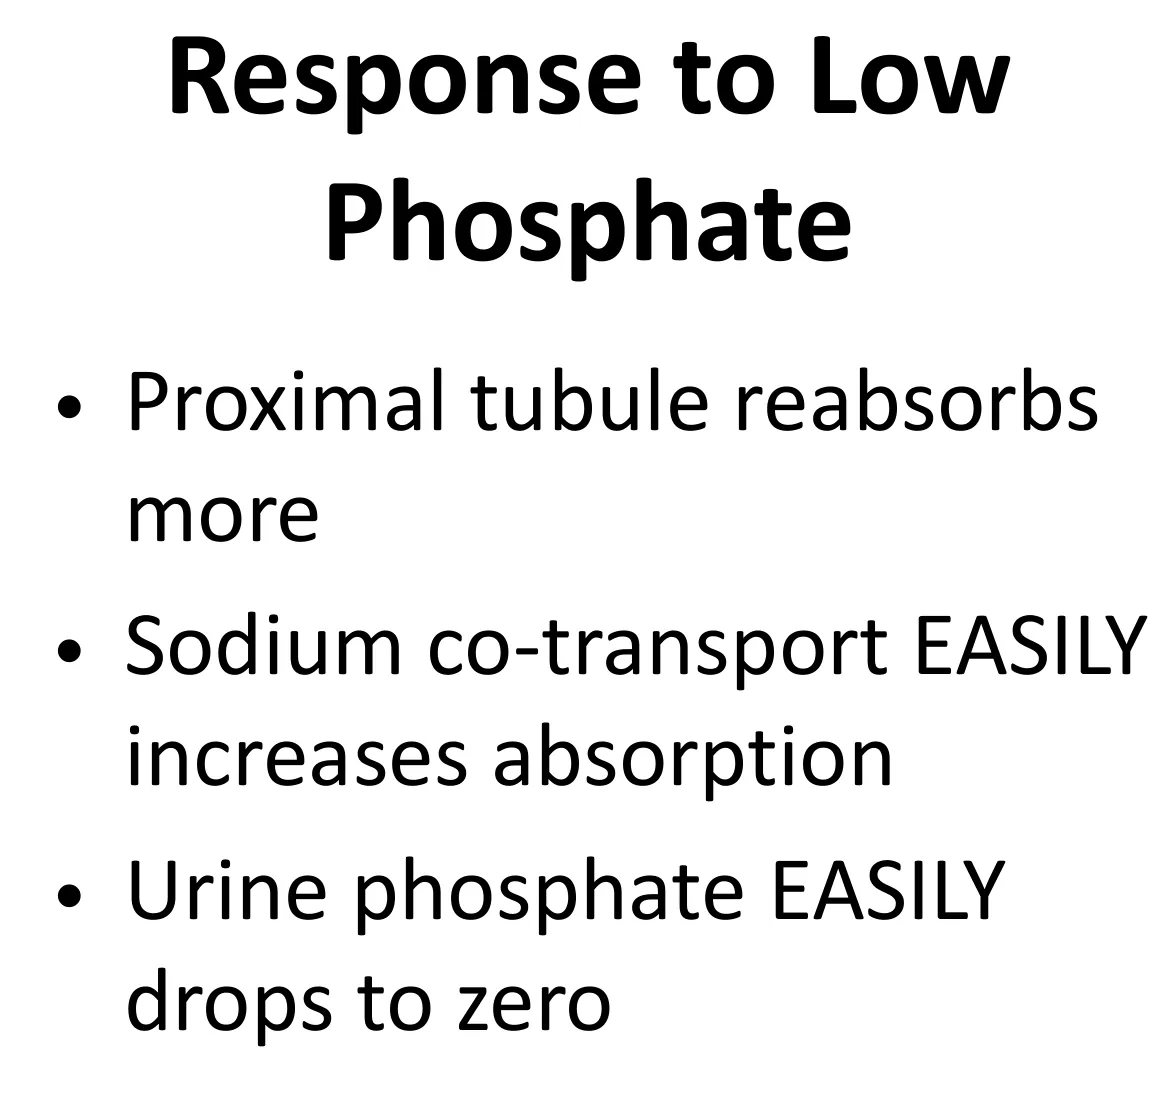 Response to Low
Phosphate
• Proximal tubule reabsorbs
more
• Sodium co-transport EASILY
increases absorption
• Urine phosphate EASILY
drops to zero